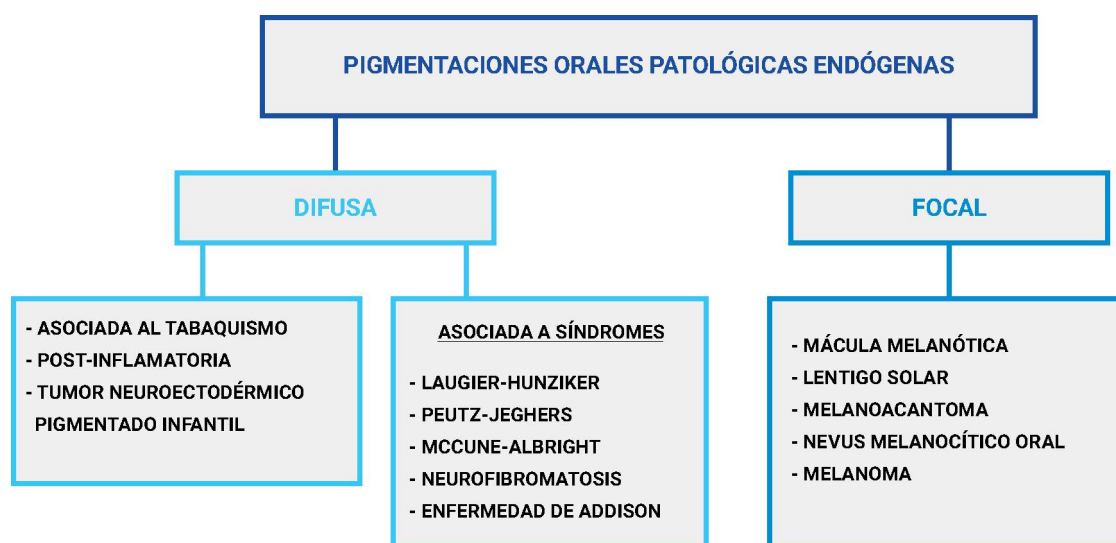 PIGMENTACIONES ORALES PATOLÓGICAS ENDÓGENAS
DIFUSA
FOCAL
- ASOCIADA AL TABAQUISMO
- POST-INFLAMATORIA
- TUMOR NEUROECTODÉRMICO
PIGMENTADO INFANTIL
ASOCIADA A SÍNDROMES
- LAUGIER-HUNZIKER
- PEUTZ-JEGHERS
- MCCUNE-ALBRIGHT
- NEUROFIBROMATOSIS
- ENFERMEDAD DE ADDISON
- MÁCULA MELANÓTICA
- LENTIGO SOLAR
- MELANOACANTOMA
- NEVUS MELANOCÍTICO ORAL
- MELANOMA